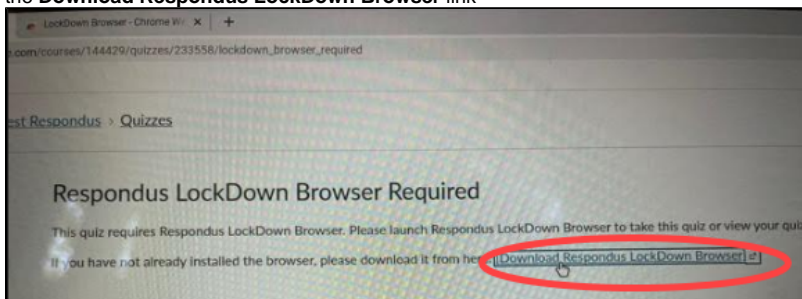 the Download Respondus LockDown Browser link
LockDown Browser - Chrome We
+
e.com/courses/144429/quizzes/233558/lockdown_browser_required
est Respondus > Quizzes
Respondus LockDown Browser Required
This quiz requires Respondus LockDown Browser. Please launch Respondus LockDown Browser to take this quiz or view your qui
If you have not already installed the browser, please download it from here: Download Respondus LockDown Browser